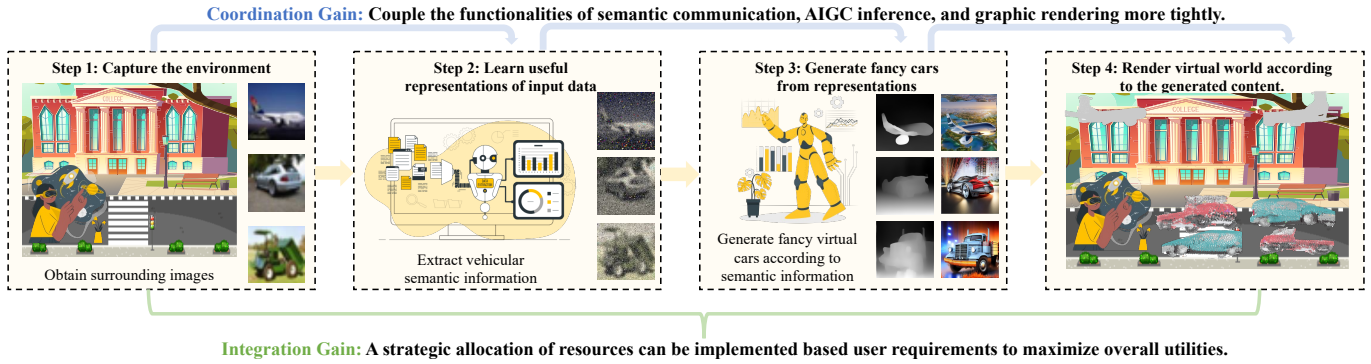 Coordination Gain: Couple the functionalities of semantic communication, AIGC inference, and graphic rendering more tightly.
Step 1: Capture the environment
COLLEGE
Obtain surrounding images
Step 2: Learn useful
representations of input data
Extract vehicular
semantic information
Step 3: Generate fancy cars
from representations
Generate fancy virtual
cars according to
semantic information
Step 4: Render virtual world according
to the generated content.
COLLEGE
Integration Gain: A strategic allocation of resources can be implemented based user requirements to maximize overall utilities.